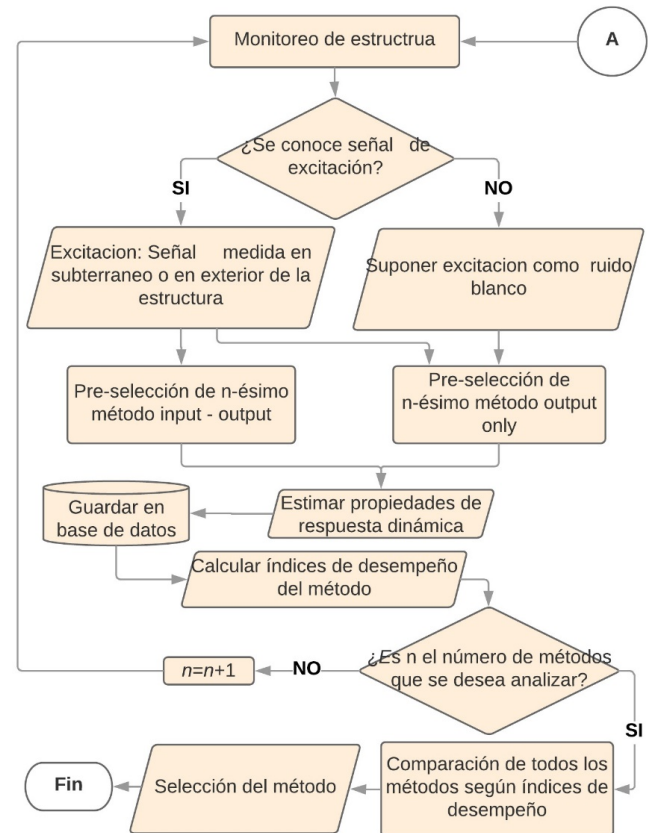 Monitoreo de estructrua
A
¿Se conoce señal de
excitación?
SI
NO
Excitacion: Señal medida en
subterraneo o en exterior de la
estructura
Suponer excitacion como ruido
blanco
Pre-selección de n-ésimo
método input - output
Pre-selección de
n-ésimo método output
only
Estimar propiedades de
respuesta dinámica
Guardar en
base de datos
Calcular índices de desempeño
del método
¿Es n el número de métodos
que se desea analizar?
NO
n=n+1
SI
Comparación de todos los
métodos según índices de
desempeño
Selección del método
Fin